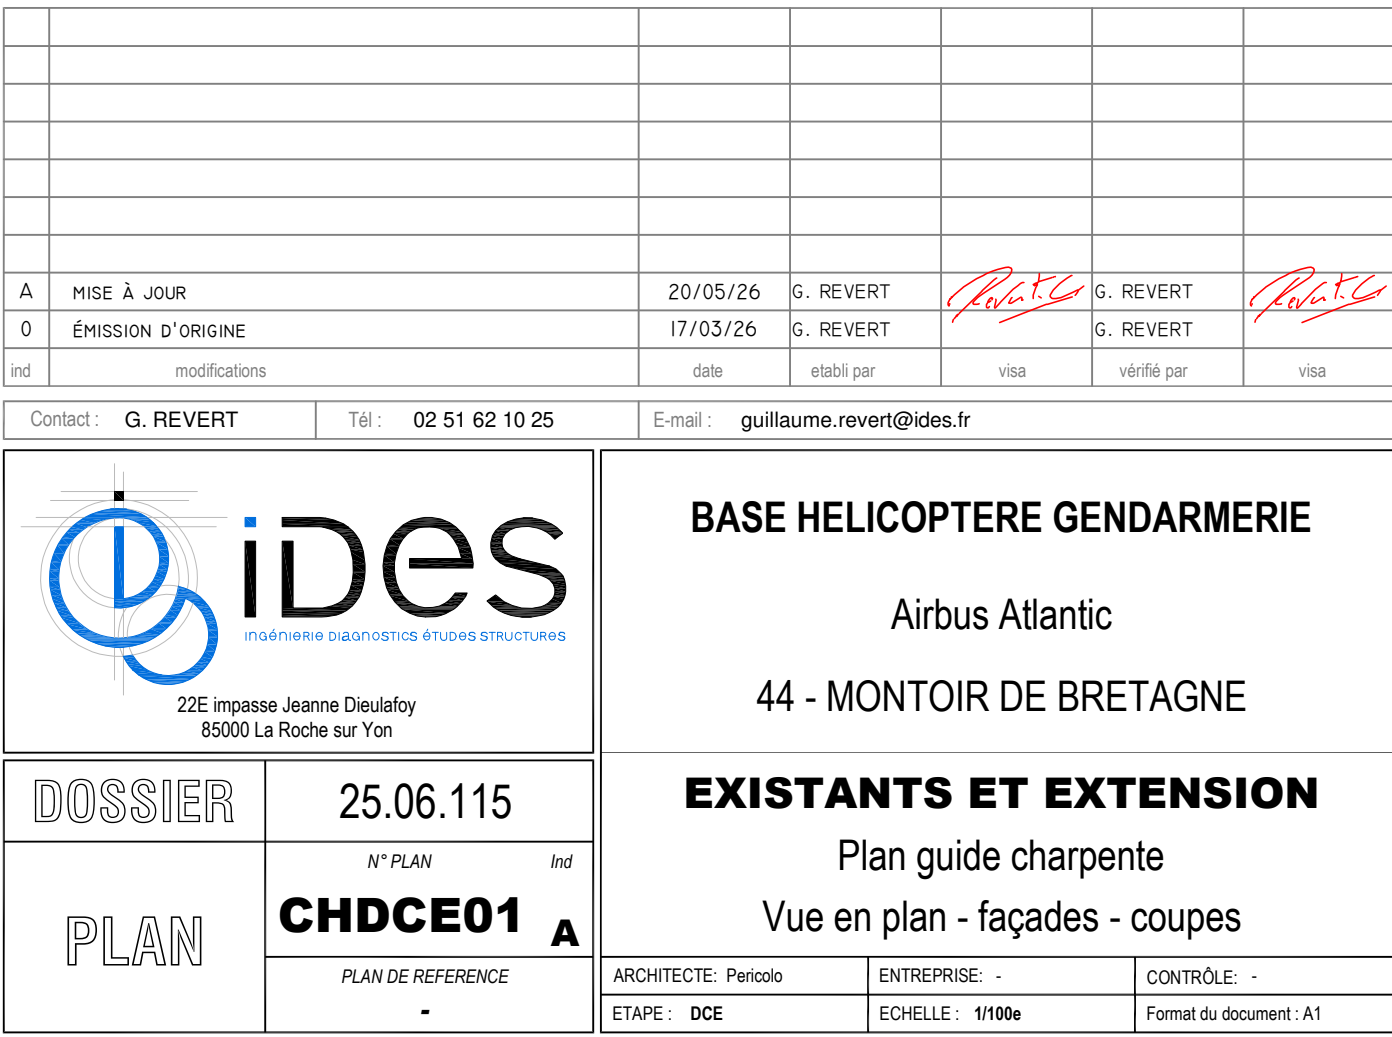 A MISE À JOUR 20/05/26 G. REVERT G. REVERT
0 ÉMISSION D'ORIGINE 17/03/26 G. REVERT G. REVERT
ind modifications date etabli par visa vérifié par visa
Contact : G. REVERT Tél : 02 51 62 10 25 E-mail : guillaume.revert@ides.fr
iDes
INGÉNIERIE DIAGNOSTICS ÉTUDES STRUCTURES
22E impasse Jeanne Dieulafoy
85000 La Roche sur Yon
BASE HELICOPTERE GENDARMERIE
Airbus Atlantic
44 - MONTOIR DE BRETAGNE
DOSSIER 25.06.115
PLAN
N° PLAN Ind
CHDCE01 A
PLAN DE REFERENCE
-
EXISTANTS ET EXTENSION
Plan guide charpente
Vue en plan - façades - coupes
ARCHITECTE: Pericolo ENTREPRISE: - CONTRÔLE: -
ETAPE : DCE ECHELLE : 1/100e Format du document : A1